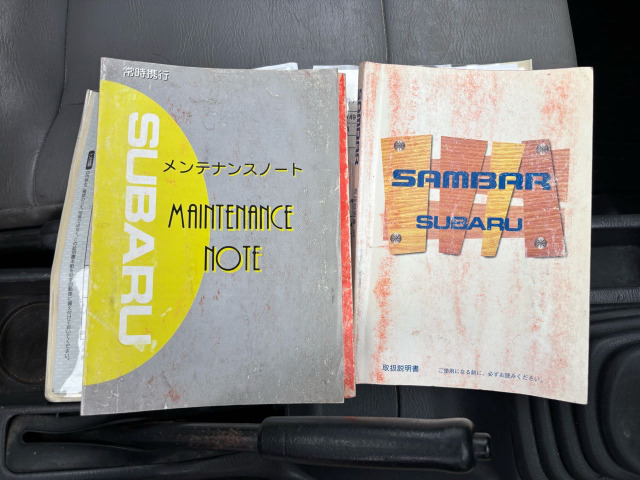 常時携行
SUBARU
メンテナンスノート
MAINTENANCE
NOTE
SAMBAR
SUBARU
取扱説明書
ご使用になる前に、必ずお読みください。